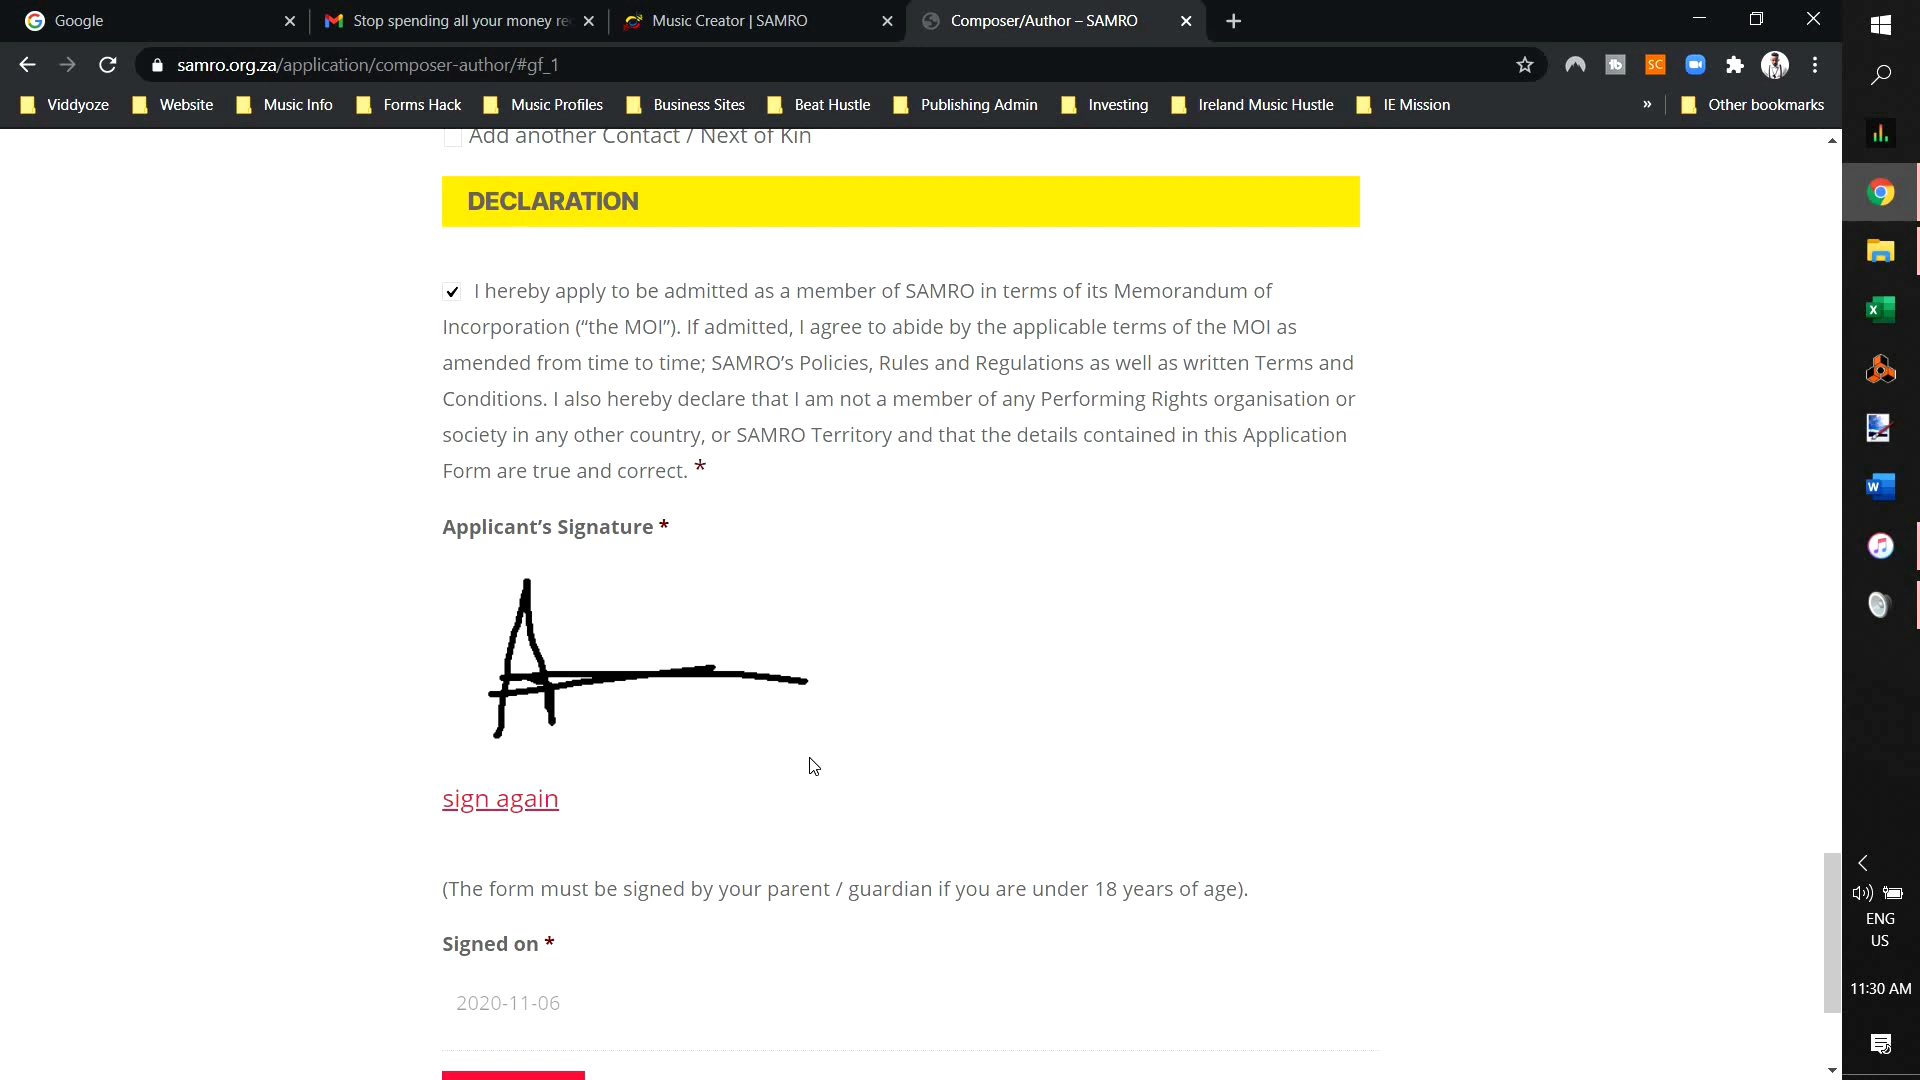 Google
Stop spending all your money re
Music Creator | SAMRO
Composer/Author – SAMRO
samro.org.za/application/composer-author/#gf_1
SC
Viddyoze
Website
Music Info
Forms Hack
Music Profiles
Business Sites
Beat Hustle
Publishing Admin
Investing
Ireland Music Hustle
IE Mission
»
Other bookmarks
Add another Contact / Next of Kin
DECLARATION
I hereby apply to be admitted as a member of SAMRO in terms of its Memorandum of
Incorporation (“the MOI”). If admitted, I agree to abide by the applicable terms of the MOI as
amended from time to time; SAMRO’s Policies, Rules and Regulations as well as written Terms and
Conditions. I also hereby declare that I am not a member of any Performing Rights organisation or
society in any other country, or SAMRO Territory and that the details contained in this Application
Form are true and correct. *
Applicant’s Signature *
A
sign again
(The form must be signed by your parent / guardian if you are under 18 years of age).
Signed on *
2020-11-06
ENG
US
11:30 AM